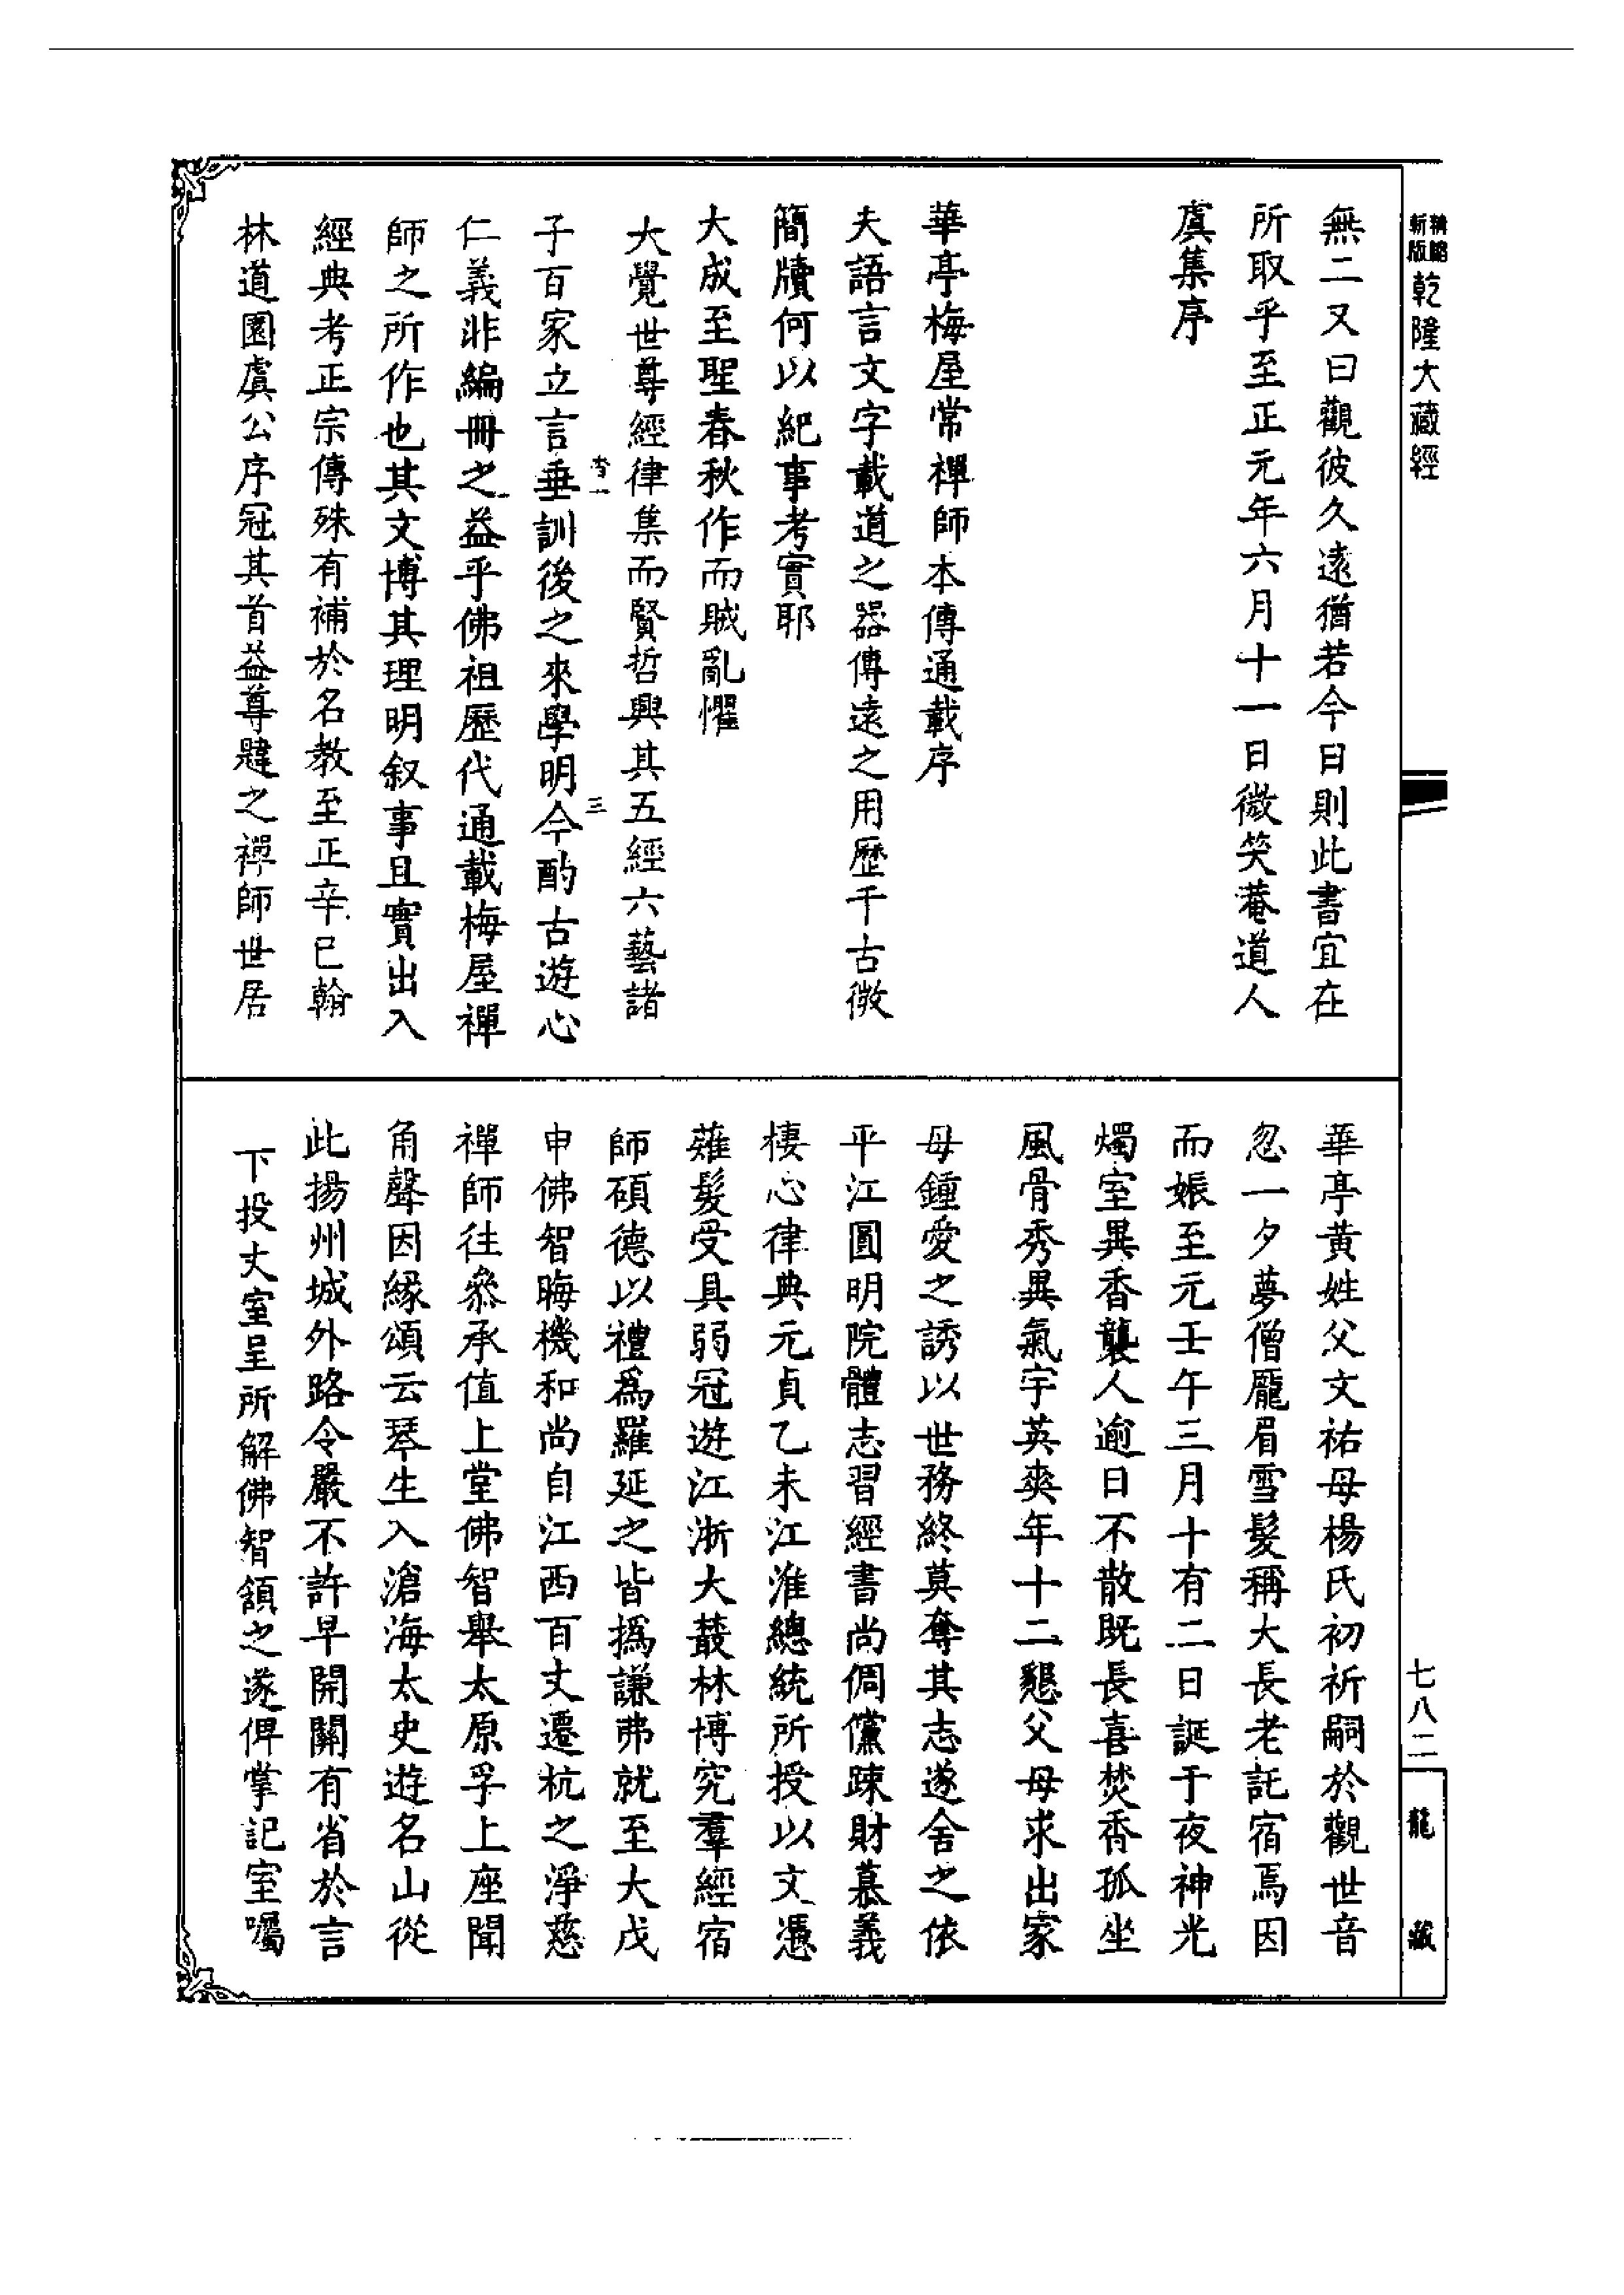 精縮新版乾隆大藏經
無二又曰觀彼久遠猶若今日則此書宜在
所取乎至正元年六月十一日微笑菴道人
虞集序
華亭梅屋常禪師本傳通載序
夫語言文字載道之器傳遠之用歷千古微
簡牘何以紀事考實耶
大成至聖春秋作而賊亂懼
大覺世尊經律集而賢哲興其五經六藝諸
子百家立言垂訓後之來學明今酌古遊心
三
仁義非編冊之益乎佛祖歷代通載梅屋禪
師之所作也其文博其理明叙事且實出入
經典考正宗傳殊有補於名教至正辛巳翰
林道園虞公序冠其首益尊韙之禪師世居
華亭黃姓父文祐母楊氏初祈嗣於觀世音
忽一夕夢僧龎眉雪髮稱大長老託宿焉因
而娠至元壬午三月十有二日誕于夜神光
燭室異香襲人逾日不散既長喜焚香孤坐
風骨秀異氣宇英爽年十二懇父母求出家
母鍾愛之誘以世務終莫奪其志遂舍之依
平江圓明院體志習經書尚倜儻踈財慕義
棲心律典元貞乙未江淮總統所授以文憑
薙髮受具弱冠遊江浙大叢林博究羣經宿
師碩德以禮爲羅延之皆撝謙弗就至大戊
申佛智晦機和尚自江西百丈遷杭之淨慈
禪師往叅承值上堂佛智舉太原孚上座聞
角聲因緣頌云琴生入滄海太史遊名山從
此揚州城外路令嚴不許早開關有省於言
下投丈室呈所解佛智頷之遂俾掌記室囑
七八二
龍藏